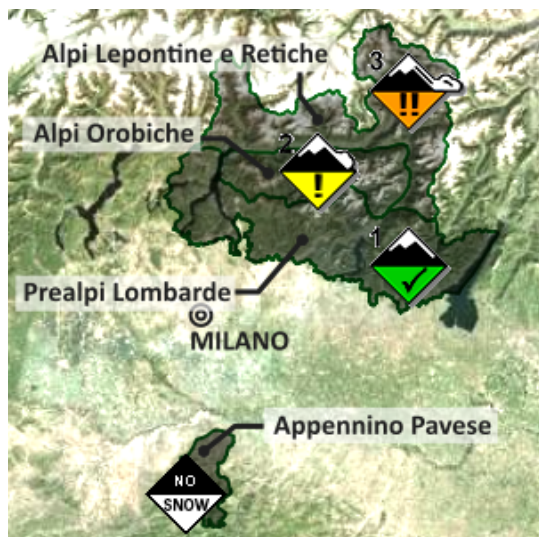 Alpi Lepontine e Retiche
3
!!
Alpi Orobiche
2
!
1
Prealpi Lombarde
MILANO
Appennino Pavese
NO
SNOW